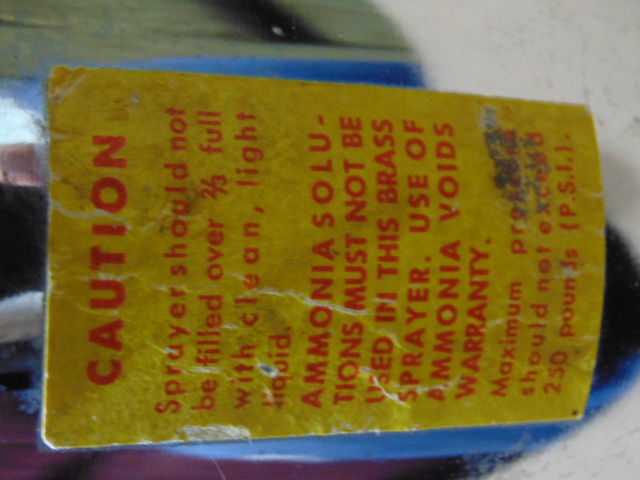 CAUTION
Sprayer should not
be filled over ⅔ full
with clean, light
liquid.
AMMONIA SOLU-
TIONS MUST NOT BE
USED IN THIS BRASS
SPRAYER. USE OF
AMMONIA VOIDS
WARRANTY.
Maximum
should not exceed
250 pounds (P.S.I.).